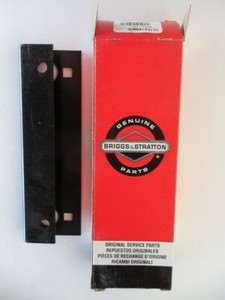 GENUINE
BRIGGS & STRATTON
PARTS
ORIGINAL SERVICE PARTS
REPUESTOS ORIGINALES
PIÈCES DE RECHANGE D'ORIGINE
RICAMBI ORIGINALI